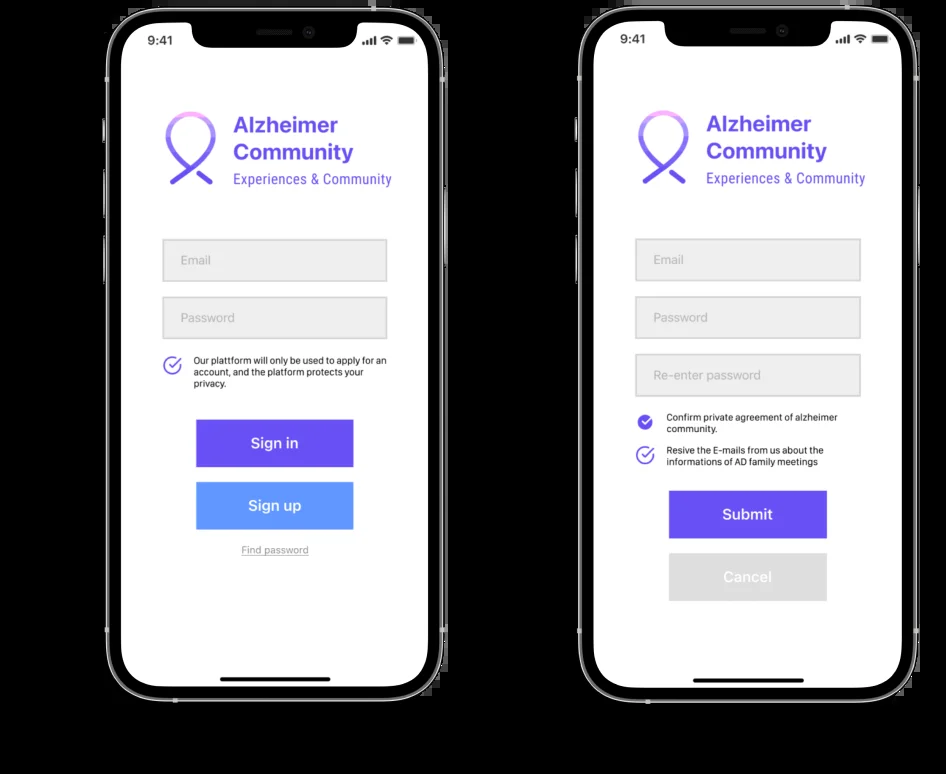 9:41
Alzheimer
Community
Experiences & Community
Email
Password
Our plattform will only be used to apply for an
account, and the platform protects your
privacy.
Sign in
Sign up
Find password
9:41
Alzheimer
Community
Experiences & Community
Email
Password
Re-enter password
Confirm private agreement of alzheimer
community.
Resive the E-mails from us about the
informations of AD family meetings
Submit
Cancel